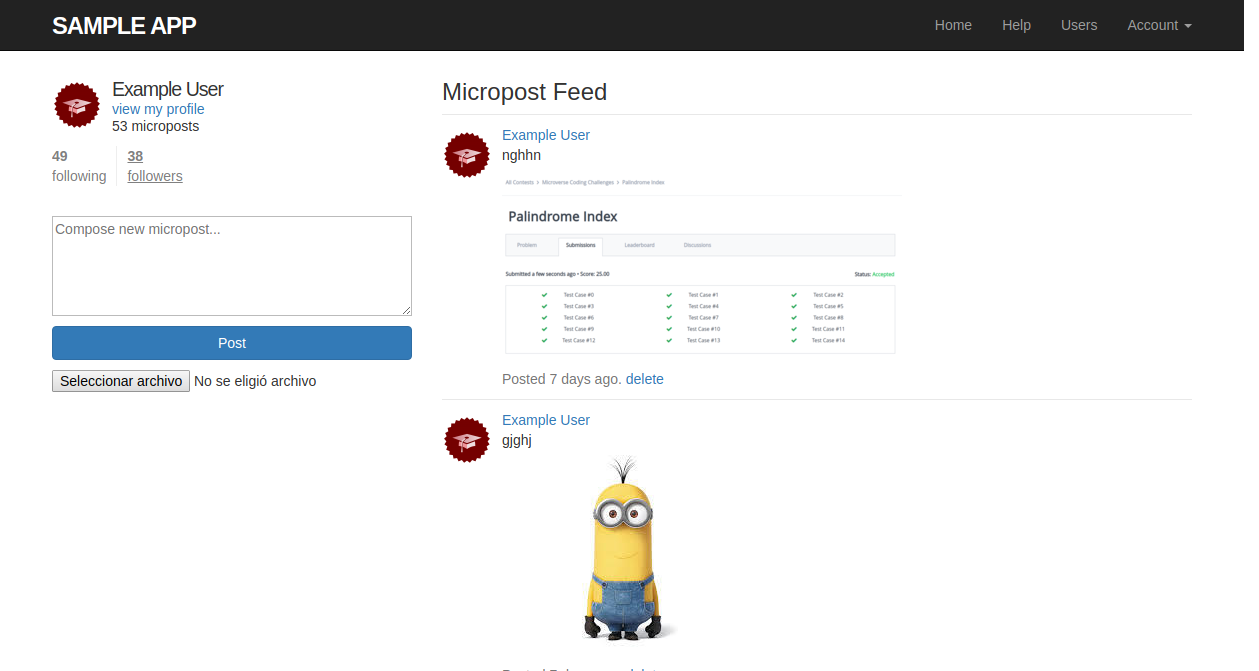 SAMPLE APP
Home Help Users Account
Example User
view my profile
53 microposts
49
following
38
followers
Compose new micropost...
Post
Seleccionar archivo No se eligió archivo
Micropost Feed
Example User
nghhn
All Contests > Microverse Coding Challenges > Palindrome Index
Palindrome Index
Problem Submissions Leaderboard Discussions
Submitted a few seconds ago • Score: 25.00 Status: Accepted
Test Case #0 Test Case #1 Test Case #2
Test Case #3 Test Case #4 Test Case #5
Test Case #6 Test Case #7 Test Case #8
Test Case #9 Test Case #10 Test Case #11
Test Case #12 Test Case #13 Test Case #14
Posted 7 days ago. delete
Example User
gjghj